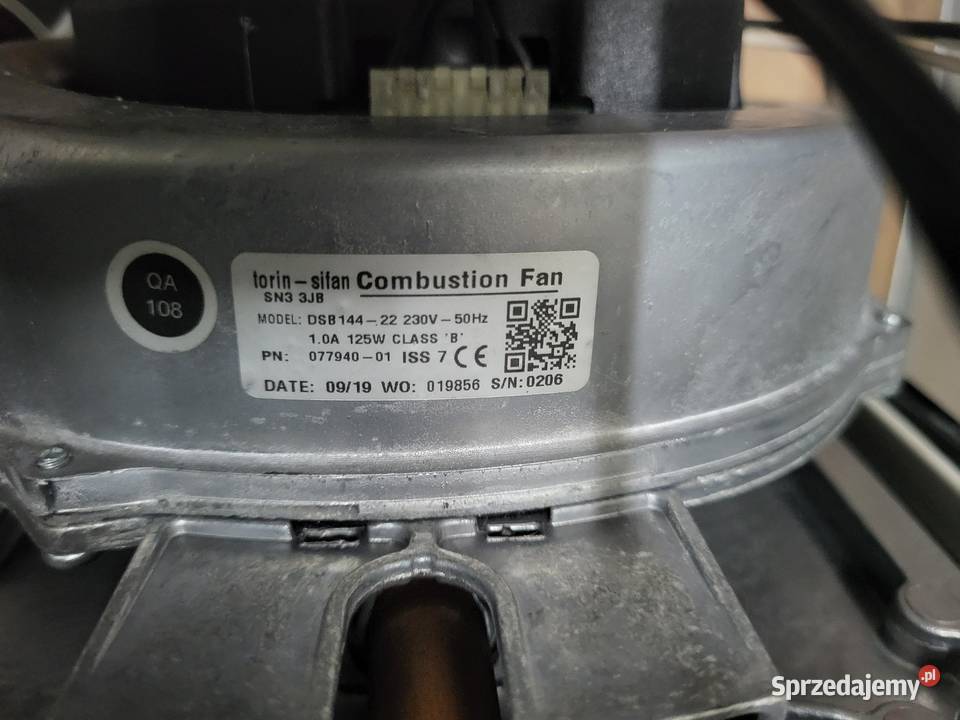 QA
108
torin-sifan Combustion Fan
SN3 3JB
MODEL: DSB144-22 230V-50Hz
1.0A 125W CLASS 'B'
PN: 077940-01 ISS 7 CE
DATE: 09/19 WO: 019856 S/N:0206
Sprzedajemy.pl